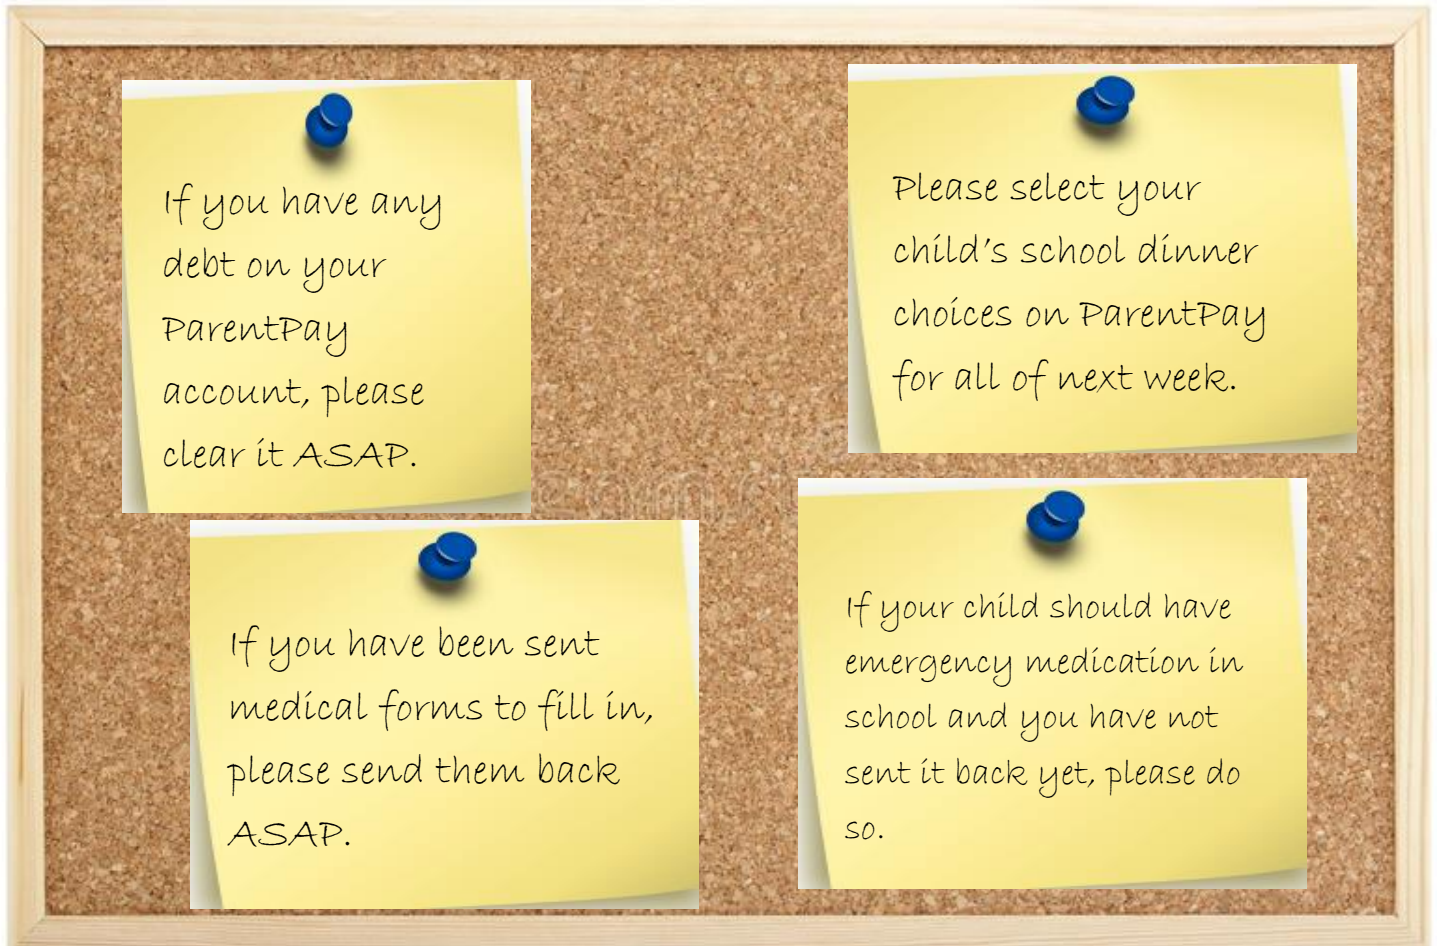 If you have any
debt on your
ParentPay
account, please
clear it ASAP.
Please select your
child's school dinner
choices on ParentPay
for all of next week.
If you have been sent
medical forms to fill in,
please send them back
ASAP.
If your child should have
emergency medication in
school and you have not
sent it back yet, please do
so.